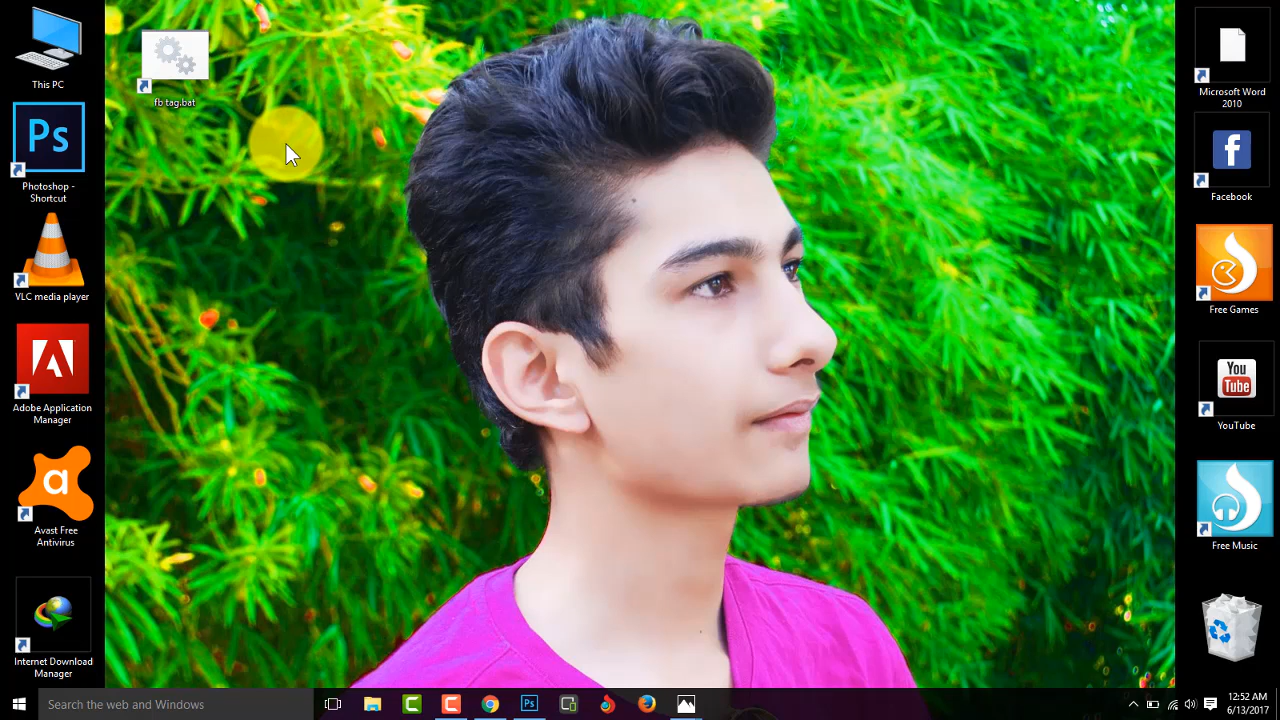 This PC
Ps
Photoshop -
Shortcut
VLC media player
Adobe Application
Manager
a
Avast Free
Antivirus
Internet Download
Manager
fb tag.bat
Microsoft Word
2010
f
Facebook
Free Games
You
Tube
YouTube
Free Music
Search the web and Windows
C
C
Ps
12:52 AM
6/13/2017